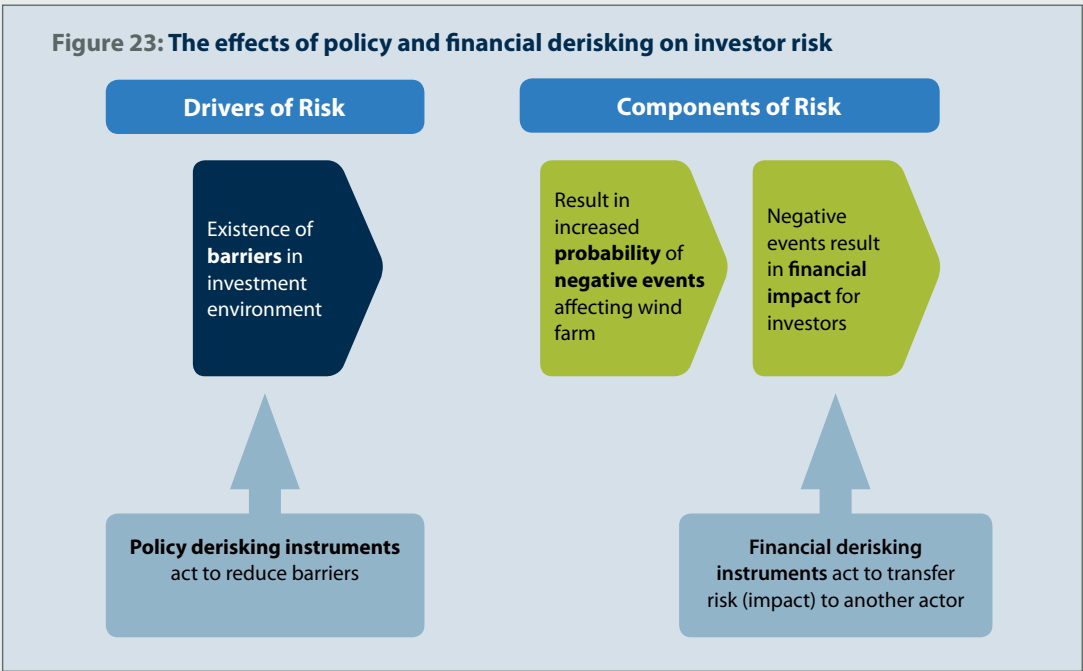 Figure 23: The effects of policy and financial derisking on investor risk
Drivers of Risk
Components of Risk
Existence of
barriers in
investment
environment
Result in
increased
probability of
negative events
affecting wind
farm
Negative
events result
in financial
impact for
investors
Policy derisking instruments
act to reduce barriers
Financial derisking
instruments act to transfer
risk (impact) to another actor